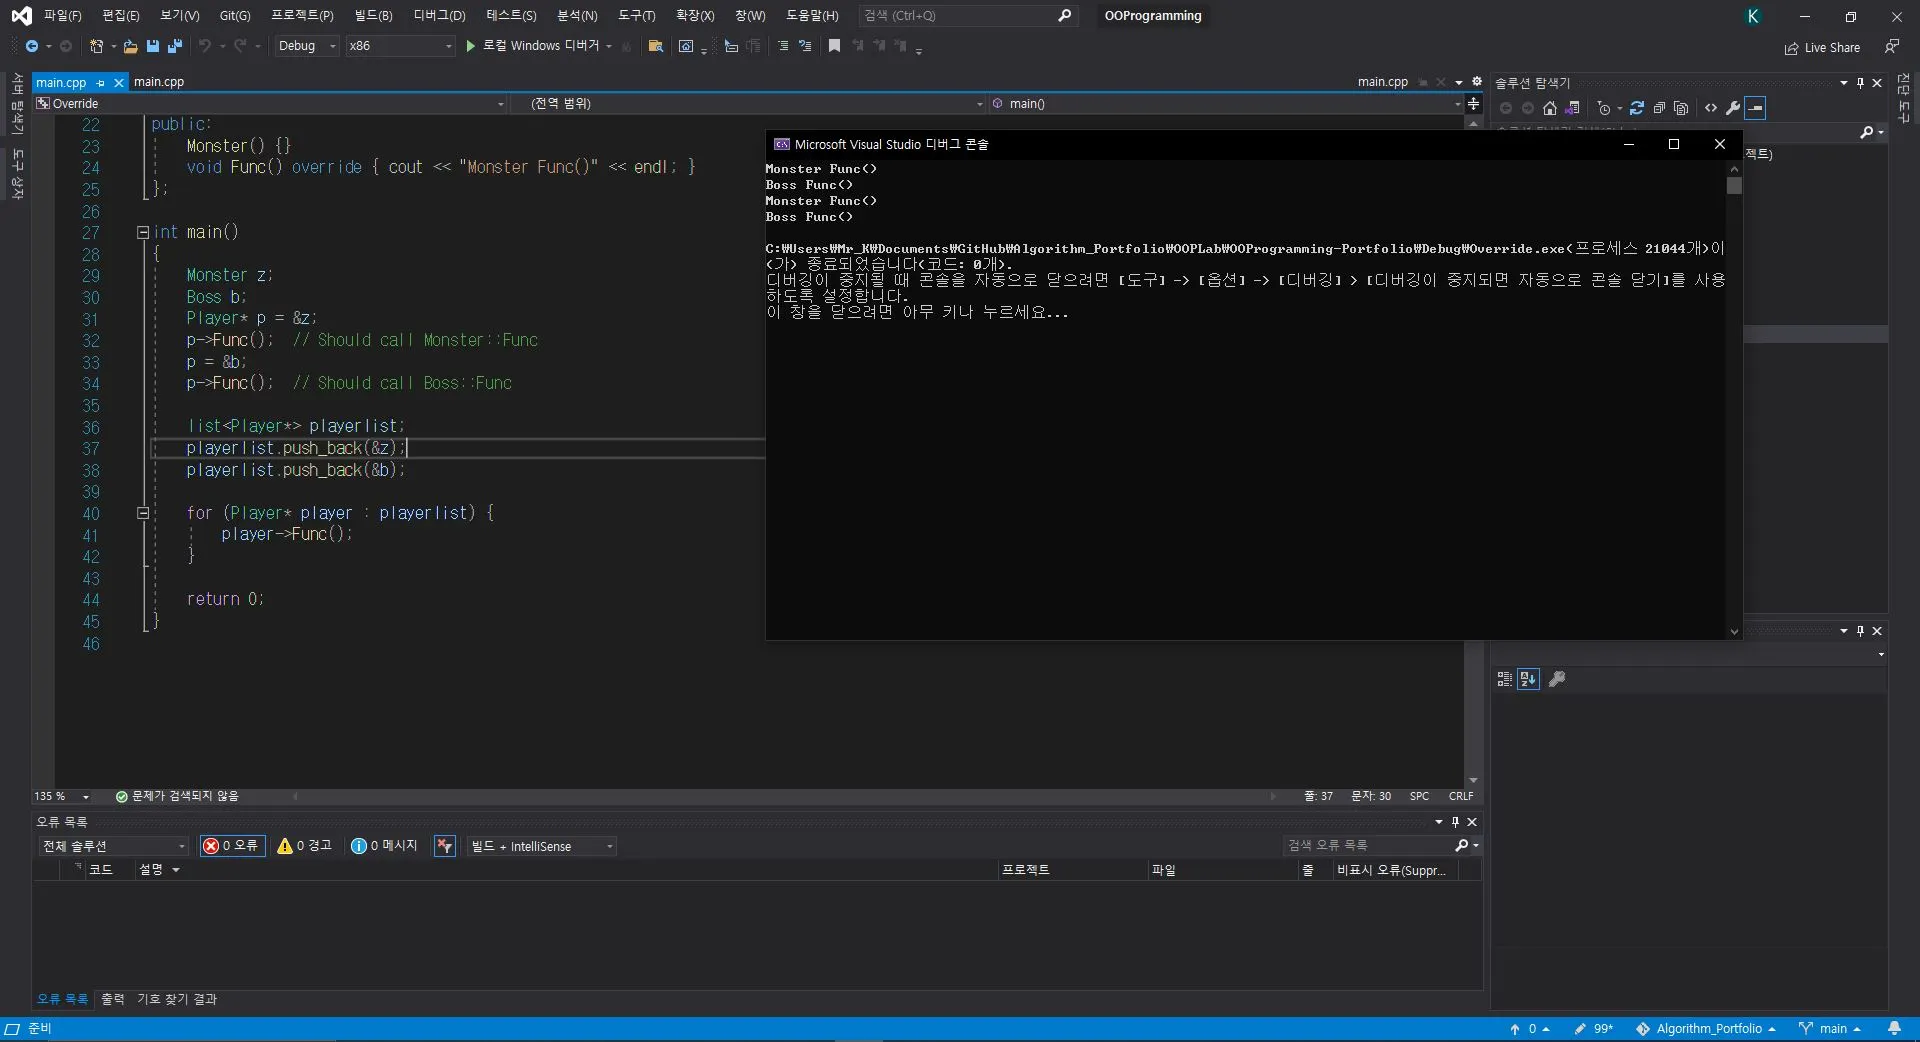 파일(F) 편집(E) 보기(V) Git(G) 프로젝트(P) 빌드(B) 디버그(D) 테스트(S) 분석(N) 도구(T) 확장(X) 창(W) 도움말(H) 검색 (Ctrl+Q) OOProgramming K
Debug x86 로컬 Windows 디버거 Live Share
서버 탐색기
도구 상자
main.cpp main.cpp main.cpp
Override (전역 범위) main()
22 public:
23 Monster() {}
24 void Func() override { cout << "Monster Func()" << endl; }
25 };
26
27 int main()
28 {
29 Monster z;
30 Boss b;
31 Player* p = &z;
32 p->Func(); // Should call Monster::Func
33 p = &b;
34 p->Func(); // Should call Boss::Func
35
36 list<Player*> playerlist;
37 playerlist.push_back(&z);
38 playerlist.push_back(&b);
39
40 for (Player* player : playerlist) {
41 player->Func();
42 }
43
44 return 0;
45 }
46
Microsoft Visual Studio 디버그 콘솔
Monster Func()
Boss Func()
Monster Func()
Boss Func()
C:₩Users₩Mr_K₩Documents₩GitHub₩Algorithm_Portfolio₩OOPLab₩OOProgramming-Portfolio₩Debug₩Override.exe(프로세스 21044개)이
(가) 종료되었습니다(코드: 0개).
디버깅이 중지될 때 콘솔을 자동으로 닫으려면 [도구] -> [옵션] -> [디버깅] > [디버깅이 중지되면 자동으로 콘솔 닫기]를 사용
하도록 설정합니다.
이 창을 닫으려면 아무 키나 누르세요...
솔루션 탐색기
젝트)
진단 도구
135 % 문제가 검색되지 않음 줄: 37 문자: 30 SPC CRLF
오류 목록
전체 솔루션 0 오류 0 경고 0 메시지 빌드 + IntelliSense 검색 오류 목록
코드 설명 프로젝트 파일 줄 비표시 오류(Suppr...
오류 목록 출력 기호 찾기 결과
준비 0 99* Algorithm_Portfolio main